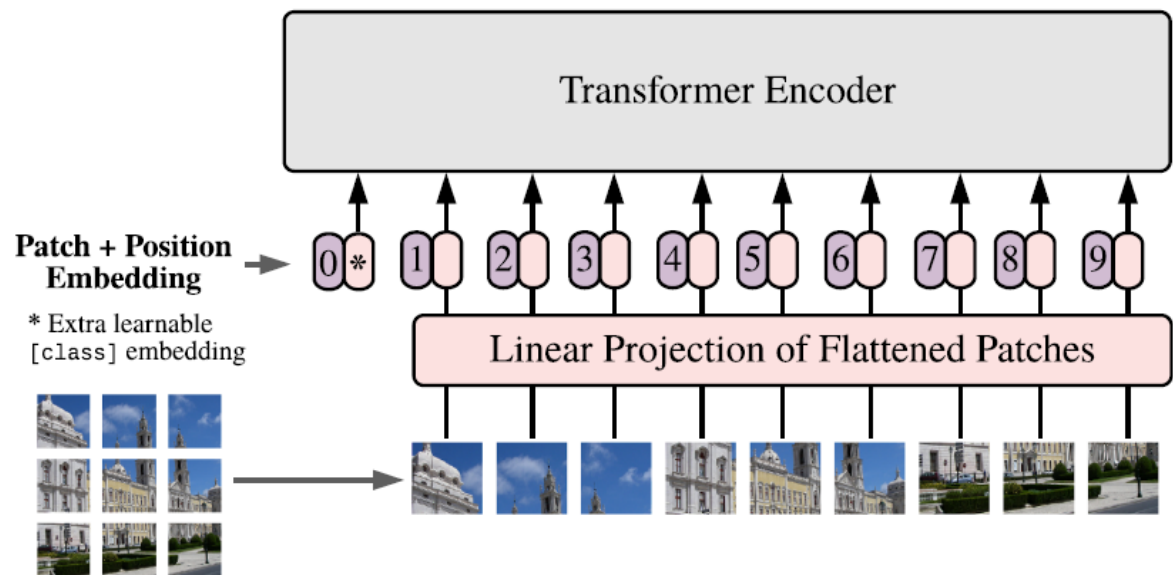 Transformer Encoder
Patch + Position
Embedding
0 * 1 2 3 4 5 6 7 8 9
* Extra learnable
[class] embedding
Linear Projection of Flattened Patches